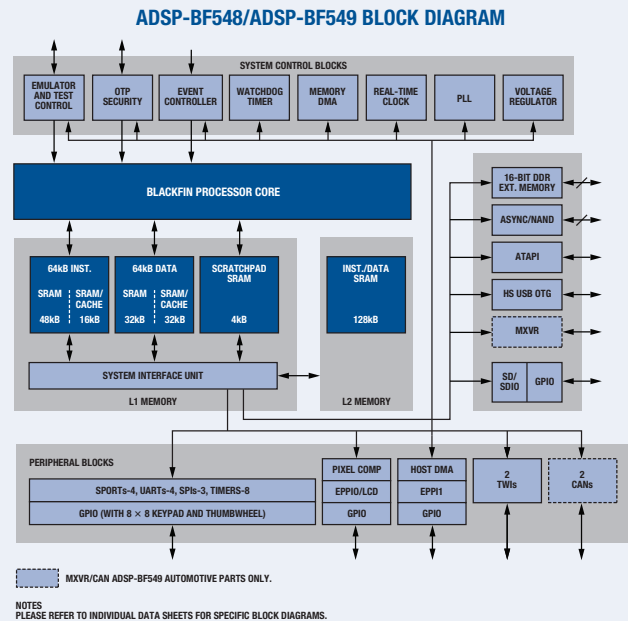 ADSP-BF548/ADSP-BF549 BLOCK DIAGRAM
SYSTEM CONTROL BLOCKS
EMULATOR
AND TEST
CONTROL
OTP
SECURITY
EVENT
CONTROLLER
WATCHDOG
TIMER
MEMORY
DMA
REAL-TIME
CLOCK
PLL
VOLTAGE
REGULATOR
BLACKFIN PROCESSOR CORE
16-BIT DDR
EXT. MEMORY
ASYNC/NAND
ATAPI
HS USB OTG
MXVR
SD/
SDIO
GPIO
64kB INST.
SRAM
48kB
SRAM/
CACHE
16kB
64kB DATA
SRAM
32kB
SRAM/
CACHE
32kB
SCRATCHPAD
SRAM
4kB
INST./DATA
SRAM
128kB
SYSTEM INTERFACE UNIT
L1 MEMORY
L2 MEMORY
PERIPHERAL BLOCKS
SPORTs-4, UARTs-4, SPIs-3, TIMERS-8
GPIO (WITH 8 × 8 KEYPAD AND THUMBWHEEL)
PIXEL COMP
EPPIO/LCD
GPIO
HOST DMA
EPPI1
GPIO
2
TWIs
2
CANs
MXVR/CAN ADSP-BF549 AUTOMOTIVE PARTS ONLY.
NOTES
PLEASE REFER TO INDIVIDUAL DATA SHEETS FOR SPECIFIC BLOCK DIAGRAMS.